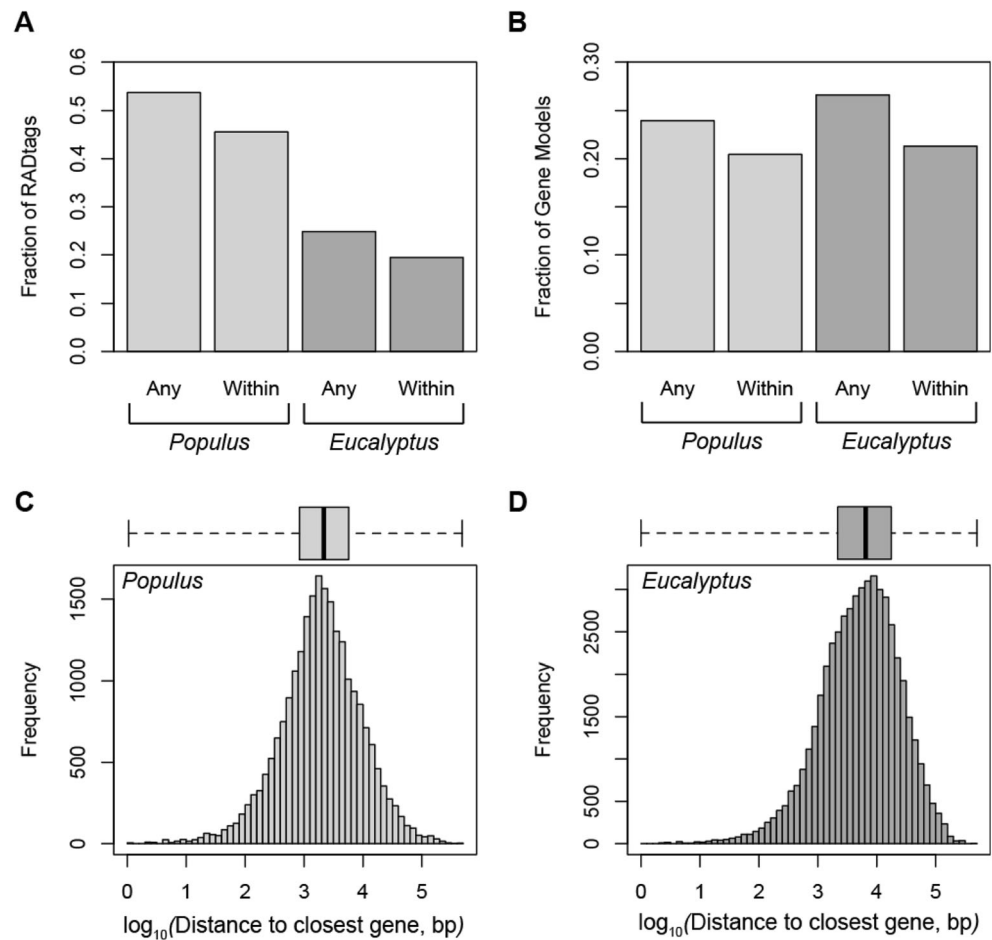 A
Fraction of RADtags
0.0 0.1 0.2 0.3 0.4 0.5 0.6
Any Within Any Within
Populus Eucalyptus
B
Fraction of Gene Models
0.00 0.10 0.20 0.30
Any Within Any Within
Populus Eucalyptus
C
Populus
Frequency
0 500 1000 1500
0 1 2 3 4 5
log10(Distance to closest gene, bp)
D
Eucalyptus
Frequency
0 500 1500 2500
0 1 2 3 4 5
log10(Distance to closest gene, bp)